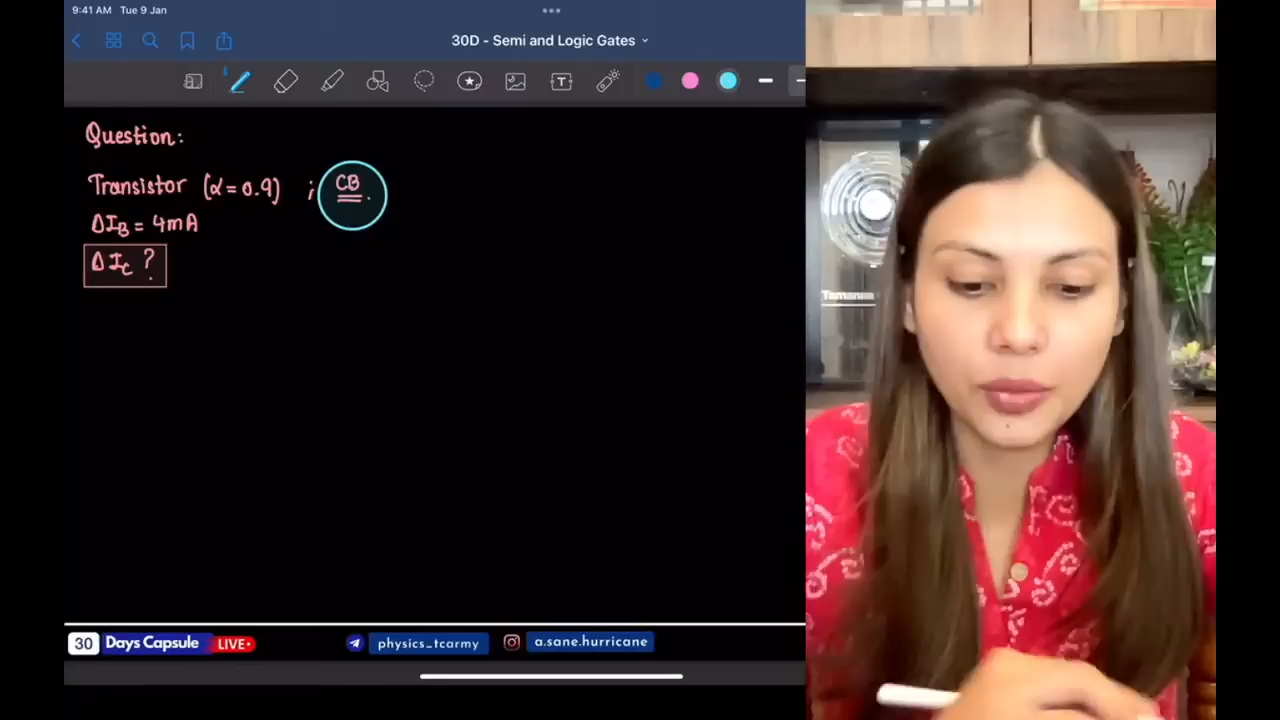 9:41 AM Tue 9 Jan
30D - Semi and Logic Gates
Question:
Transistor (α = 0.9) ; CB.
ΔI_B = 4mA
ΔI_C ?
Tamanna
30 Days Capsule LIVE
physics_tcarmy
a.sane.hurricane